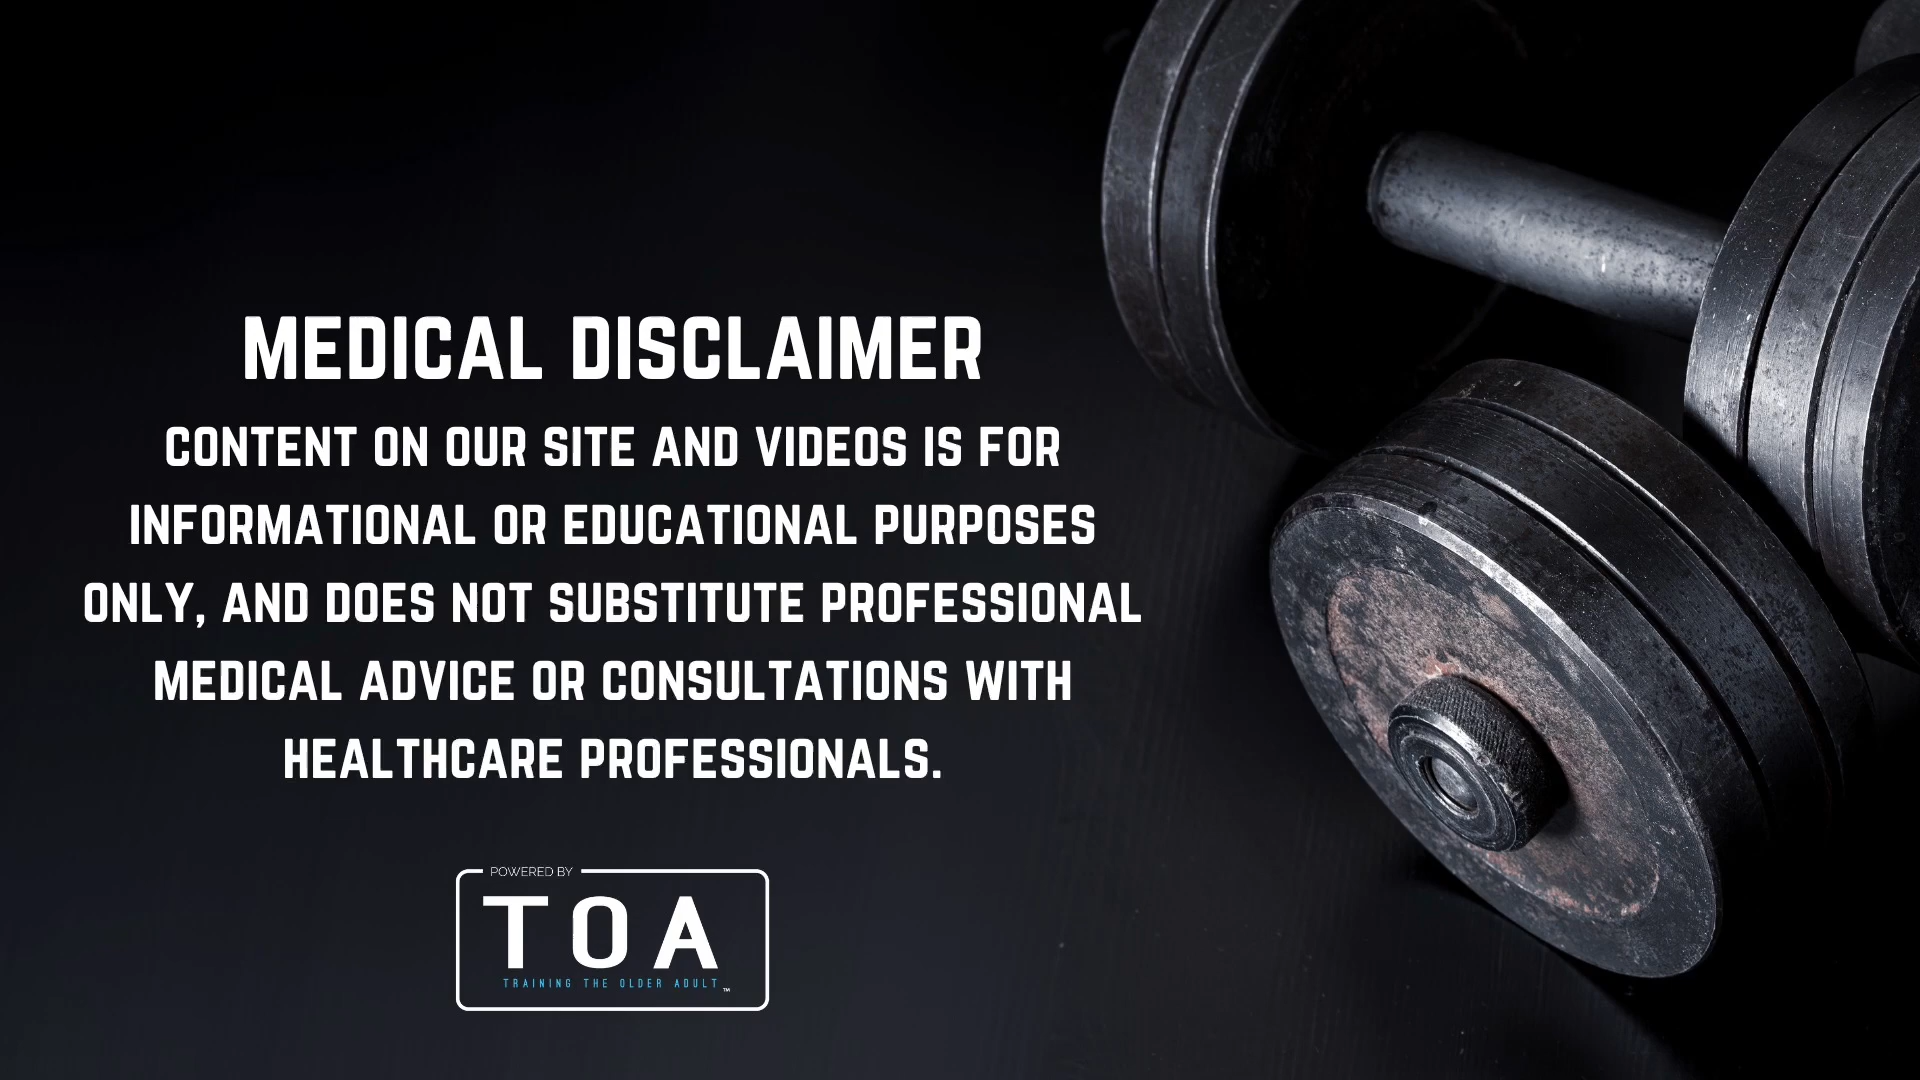 MEDICAL DISCLAIMER
CONTENT ON OUR SITE AND VIDEOS IS FOR
INFORMATIONAL OR EDUCATIONAL PURPOSES
ONLY, AND DOES NOT SUBSTITUTE PROFESSIONAL
MEDICAL ADVICE OR CONSULTATIONS WITH
HEALTHCARE PROFESSIONALS.
POWERED BY
TOA
TRAINING THE OLDER ADULT™